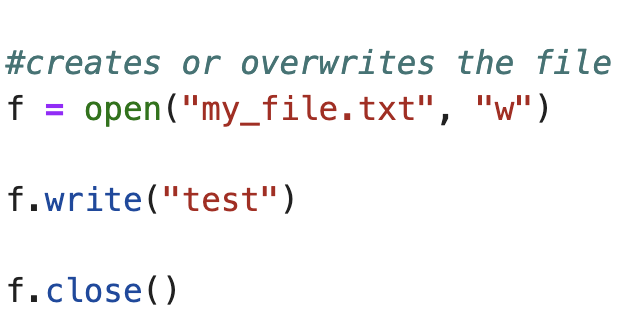 #creates or overwrites the file
f = open("my_file.txt", "w")
f.write("test")
f.close()